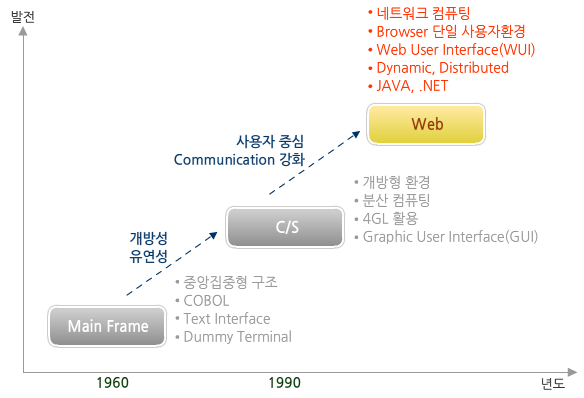 발전
• 네트워크 컴퓨팅
• Browser 단일 사용자환경
• Web User Interface(WUI)
• Dynamic, Distributed
• JAVA, .NET
Web
사용자 중심
Communication 강화
• 개방형 환경
• 분산 컴퓨팅
• 4GL 활용
• Graphic User Interface(GUI)
C/S
개방성
유연성
• 중앙집중형 구조
• COBOL
• Text Interface
• Dummy Terminal
Main Frame
1960
1990
년도